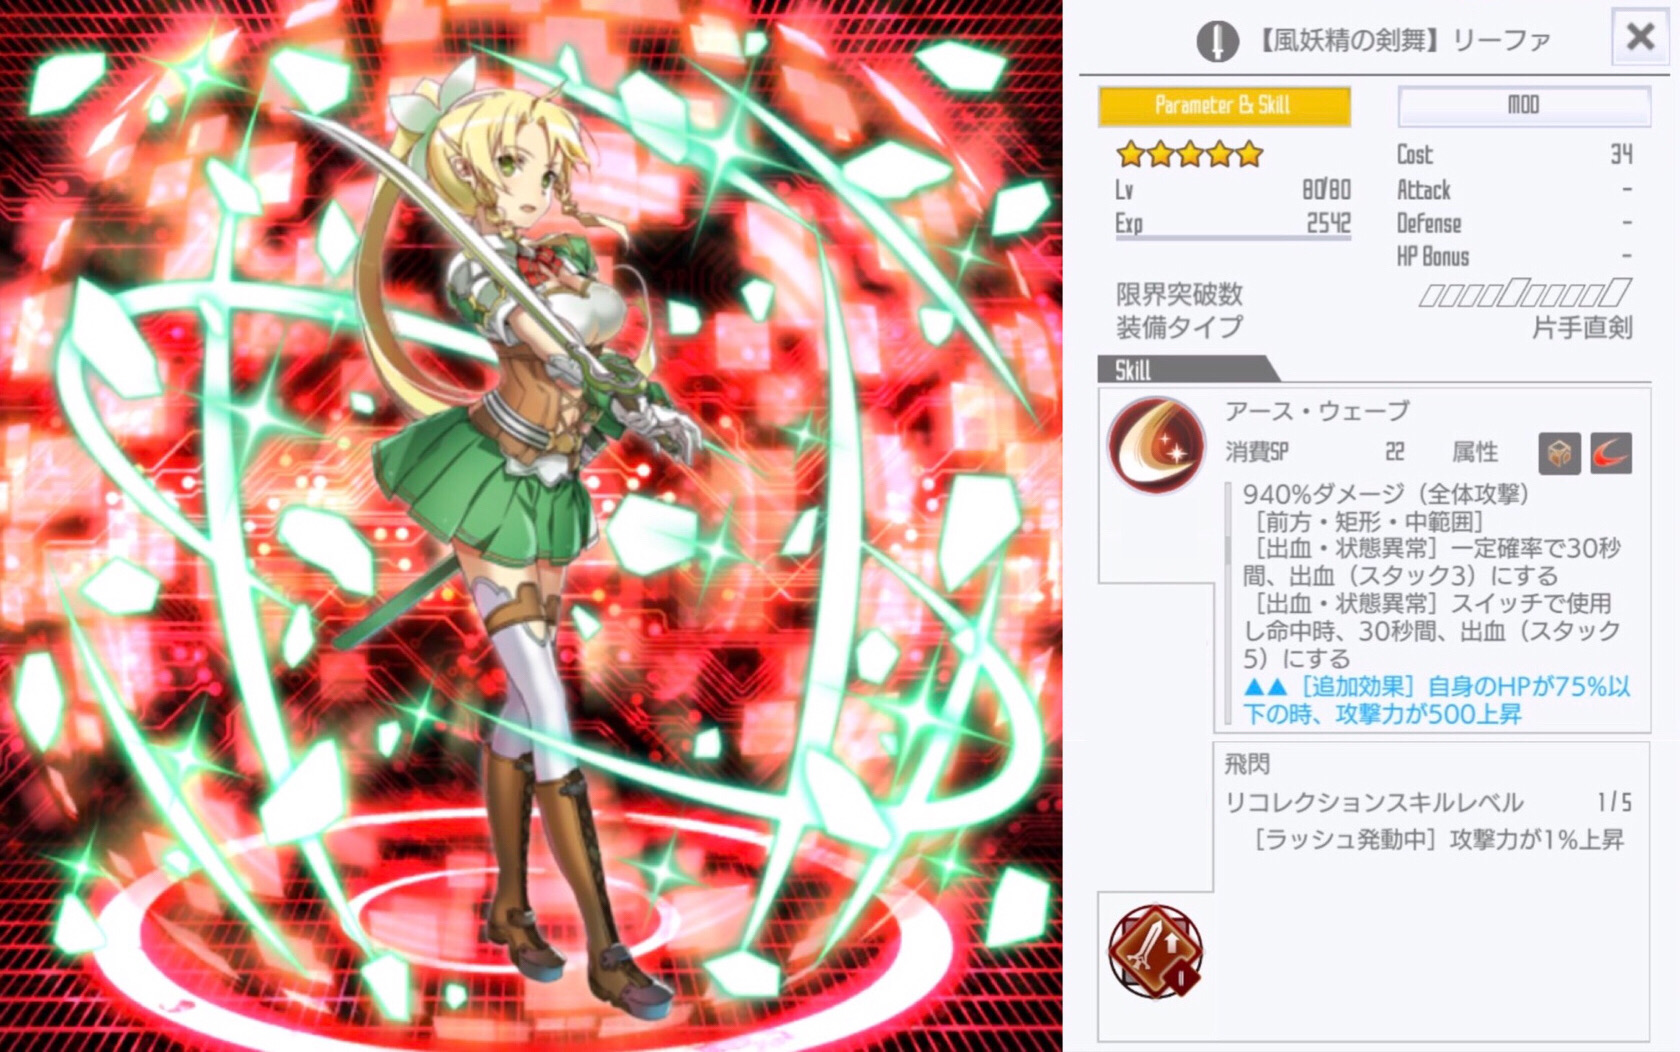 【風妖精の剣舞】リーファ
Parameter & Skill
MOD
Lv 80/80
Exp 2542
Cost 34
Attack -
Defense -
HP Bonus -
限界突破数
装備タイプ 片手直剣
Skill
アース・ウェーブ
消費SP 22 属性
940%ダメージ（全体攻撃）
［前方・矩形・中範囲］
［出血・状態異常］一定確率で30秒
間、出血（スタック3）にする
［出血・状態異常］スイッチで使用
し命中時、30秒間、出血（スタック
5）にする
▲▲［追加効果］自身のHPが75%以
下の時、攻撃力が500上昇
飛閃
リコレクションスキルレベル 1/5
［ラッシュ発動中］攻撃力が1%上昇